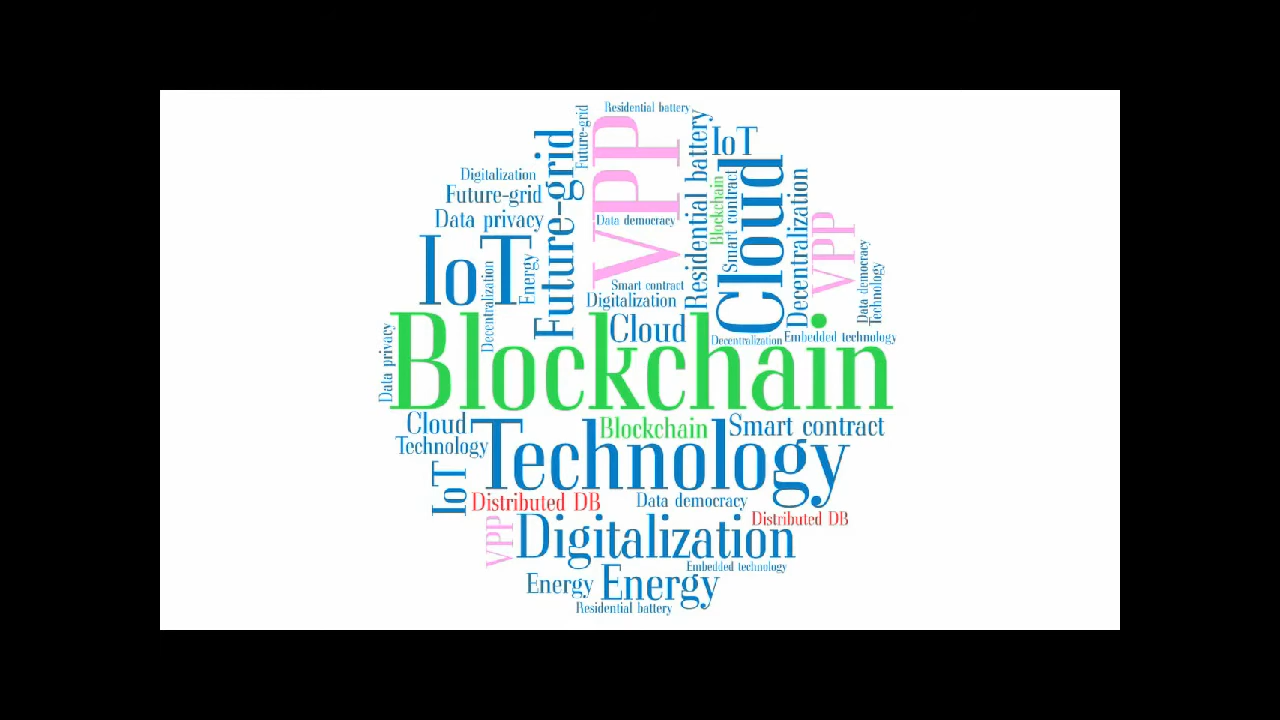 Residential battery
Future-grid
VPP
Residential battery
IoT
Future-grid
Cloud
Digitalization
Future-grid
Data privacy
Data democracy
Blockchain
Smart contract
Decentralization
VPP
IoT
Decentralization
Energy
Smart contract
Digitalization
Cloud
Data democracy
Technology
Decentralization
Embedded technology
Data privacy
Blockchain
Cloud
Technology
Blockchain
Smart contract
Technology
IoT
Distributed DB
Data democracy
Distributed DB
VPP
Digitalization
Embedded technology
Energy
Energy
Residential battery